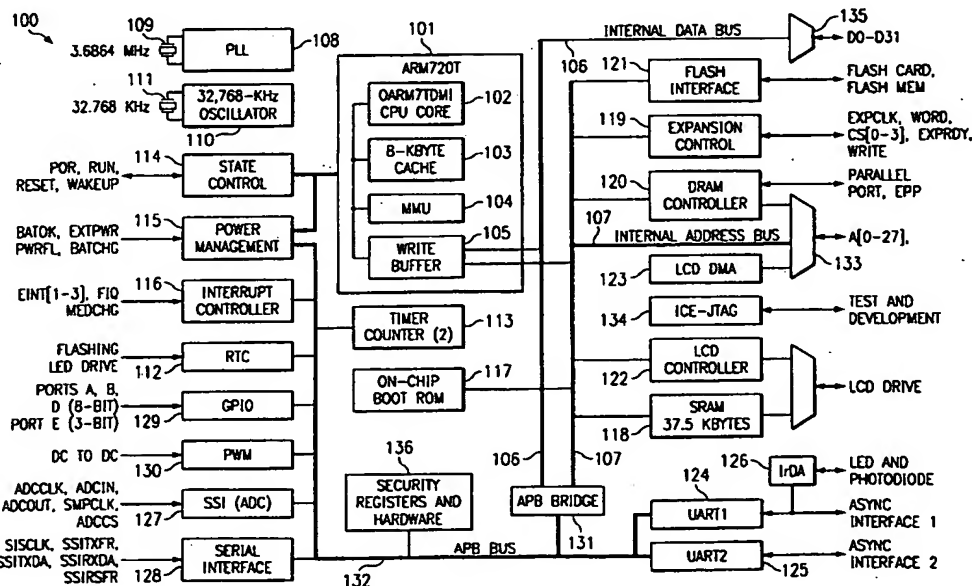 100
109
3.6864 MHz
PLL
108
111
32.768 KHz
32,768-KHz
OSCILLATOR
110
114
POR, RUN,
RESET, WAKEUP
STATE
CONTROL
115
BATOK, EXTPWR
PWRFL, BATCHG
POWER
MANAGEMENT
116
EINT[1-3], FIQ
MEDCHG
INTERRUPT
CONTROLLER
FLASHING
LED DRIVE
RTC
112
PORTS A, B,
D (8-BIT)
PORT E (3-BIT)
GPIO
129
DC TO DC
PWM
130
ADCCLK, ADCIN,
ADCOUT, SMPCLK,
ADCCS
SSI (ADC)
127
SISCLK, SSITXFR,
SSITXDA, SSIRXDA,
SSIRSFR
SERIAL
INTERFACE
128
101
ARM720T
OARM7TDMI
CPU CORE
102
B-KBYTE
CACHE
103
MMU
104
WRITE
BUFFER
105
TIMER
COUNTER (2)
113
ON-CHIP
BOOT ROM
117
136
SECURITY
REGISTERS AND
HARDWARE
132
APB BUS
106
107
APB BRIDGE
131
INTERNAL DATA BUS
106
135
D0-D31
121
FLASH
INTERFACE
FLASH CARD,
FLASH MEM
119
EXPANSION
CONTROL
EXPCLK, WORD,
CS[0-3], EXPRDY,
WRITE
120
DRAM
CONTROLLER
PARALLEL
PORT, EPP
107
INTERNAL ADDRESS BUS
A[0-27],
133
123
LCD DMA
134
ICE-JTAG
TEST AND
DEVELOPMENT
LCD
CONTROLLER
122
LCD DRIVE
SRAM
37.5 KBYTES
118
126
IrDA
LED AND
PHOTODIODE
124
UART1
ASYNC
INTERFACE 1
UART2
125
ASYNC
INTERFACE 2